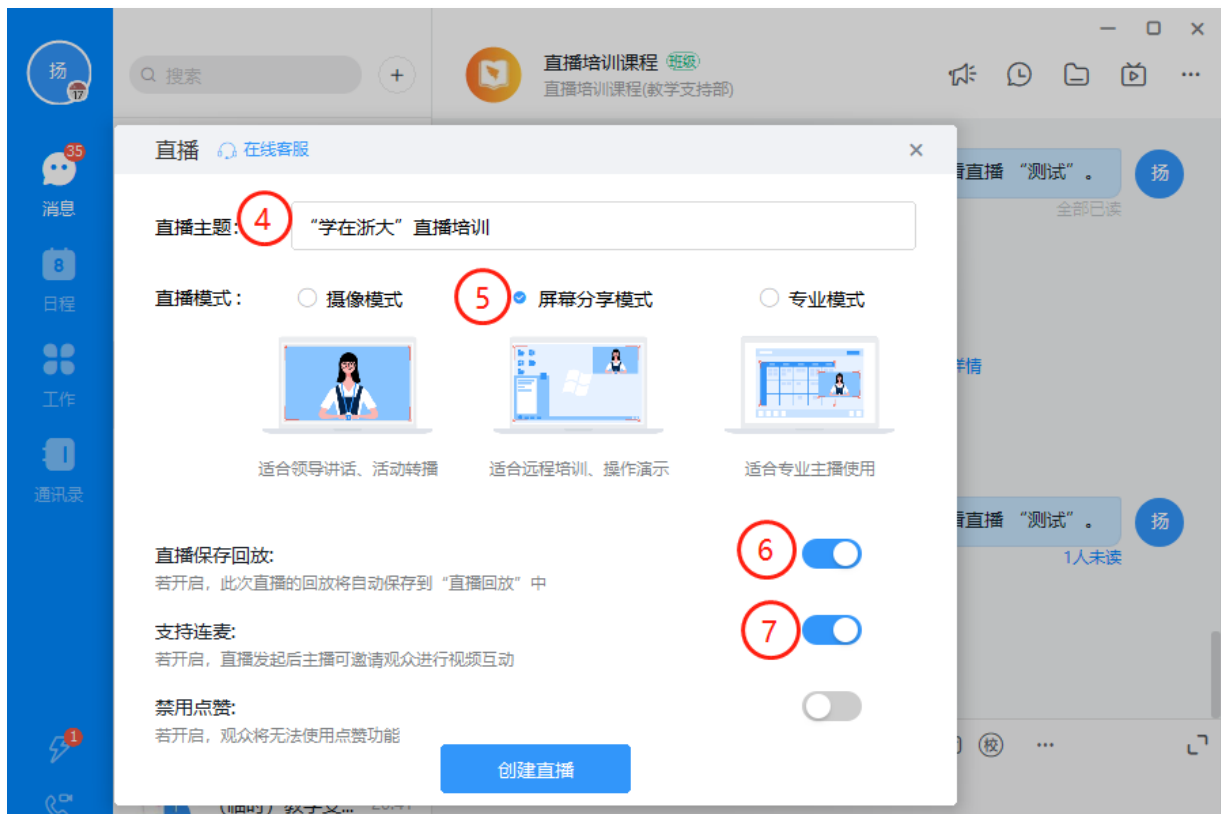 扬
17
搜索
+
直播培训课程 班级
直播培训课程(教学支持部)
35
消息
8
日程
工作
通讯录
1
直播 在线客服
直播主题: 4 “学在浙大”直播培训
直播模式: 摄像模式 5 屏幕分享模式 专业模式
适合领导讲话、活动转播 适合远程培训、操作演示 适合专业主播使用
直播保存回放: 6
若开启，此次直播的回放将自动保存到“直播回放”中
支持连麦: 7
若开启，直播发起后主播可邀请观众进行视频互动
禁用点赞:
若开启，观众将无法使用点赞功能
创建直播
看直播 “测试” 。 扬
全部已读
详情
看直播 “测试” 。 扬
1人未读
校